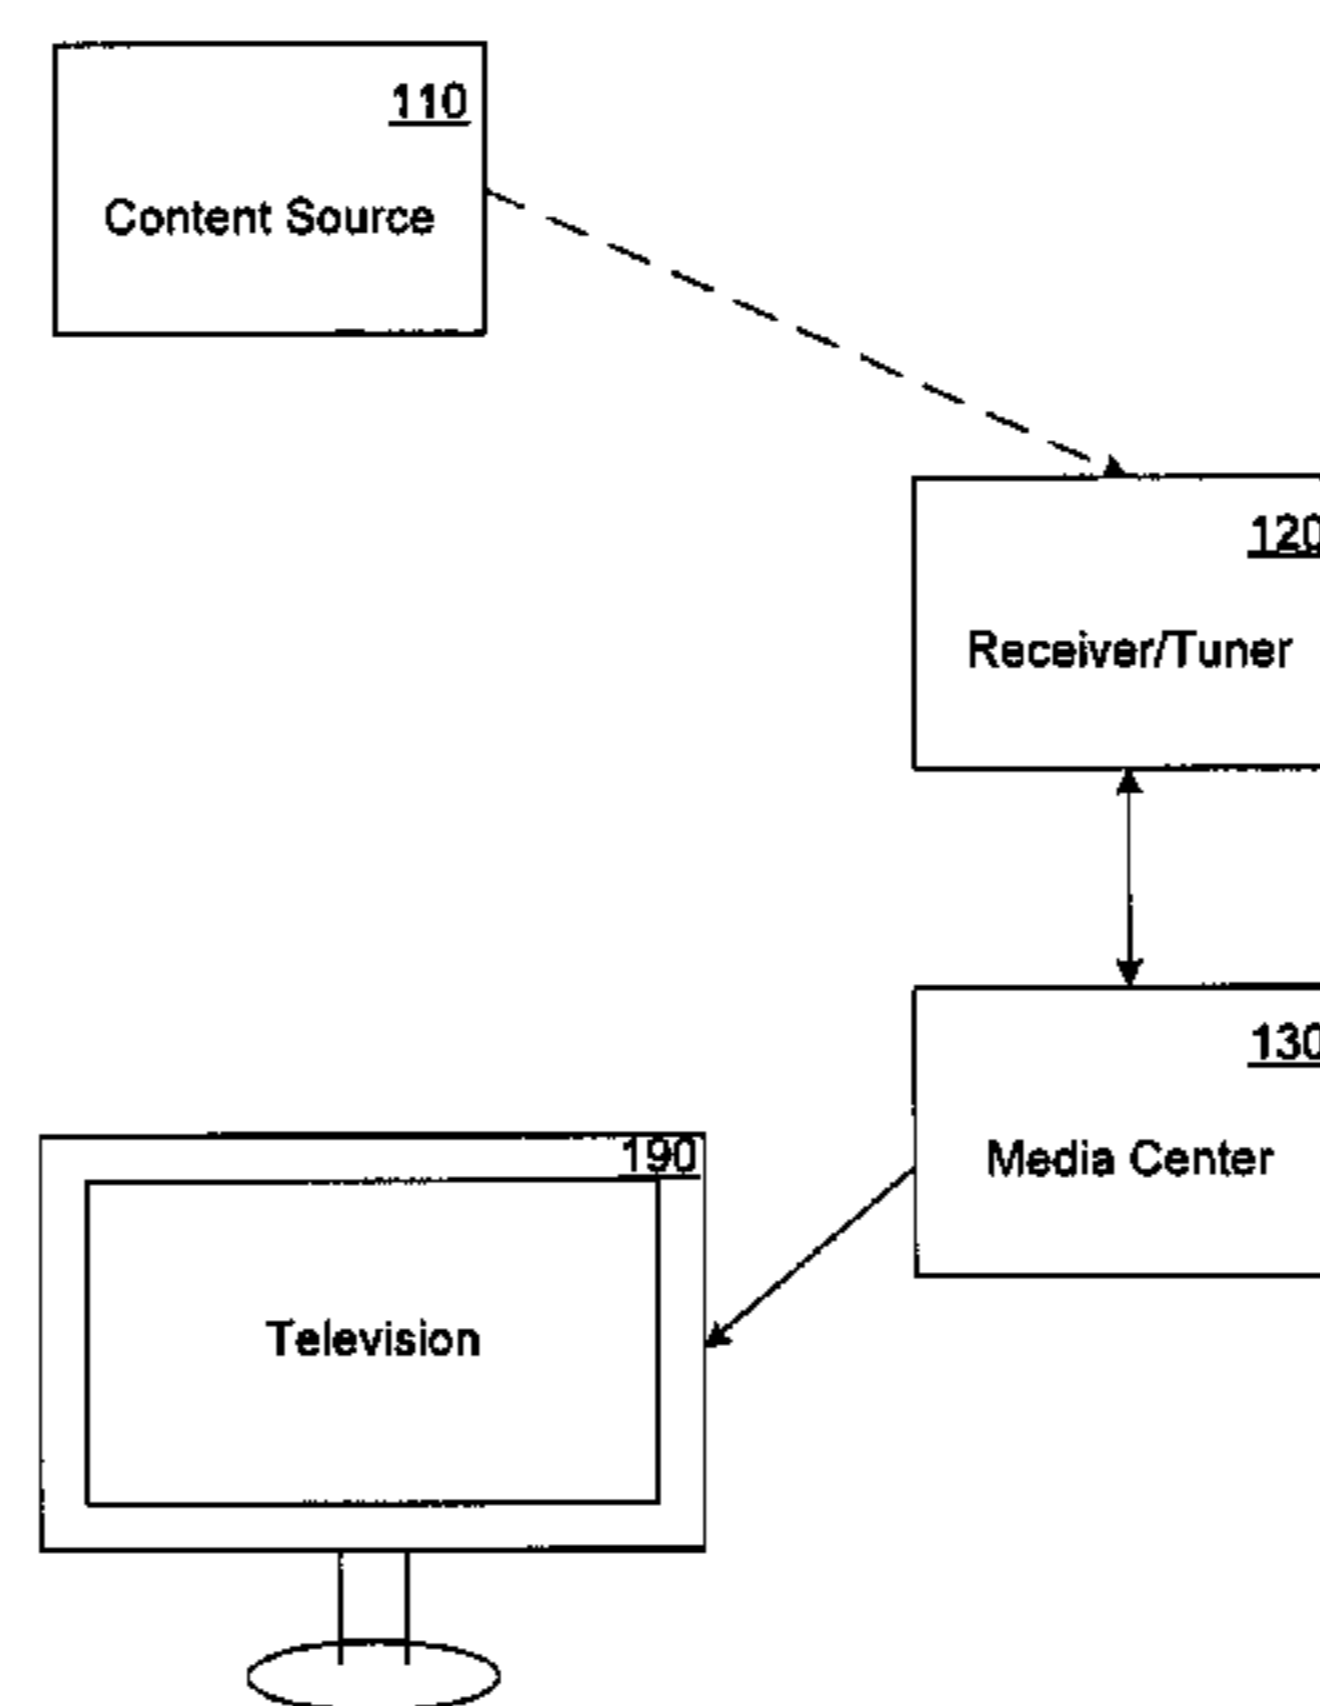 110
Content Source
120
Receiver/Tuner
130
Media Center
190
Television